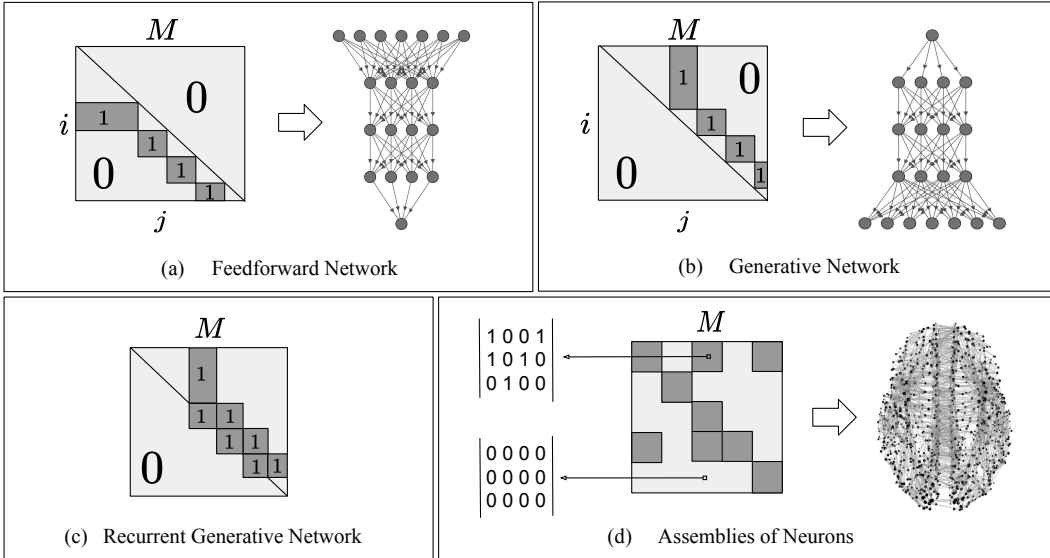 M
0
i
1
1
1
1
0
j
(a) Feedforward Network
M
1
0
i
1
1
1
0
j
(b) Generative Network
M
1
1 1
1 1
1 1
0
(c) Recurrent Generative Network
M
1 0 0 1
1 0 1 0
0 1 0 0
0 0 0 0
0 0 0 0
0 0 0 0
(d) Assemblies of Neurons